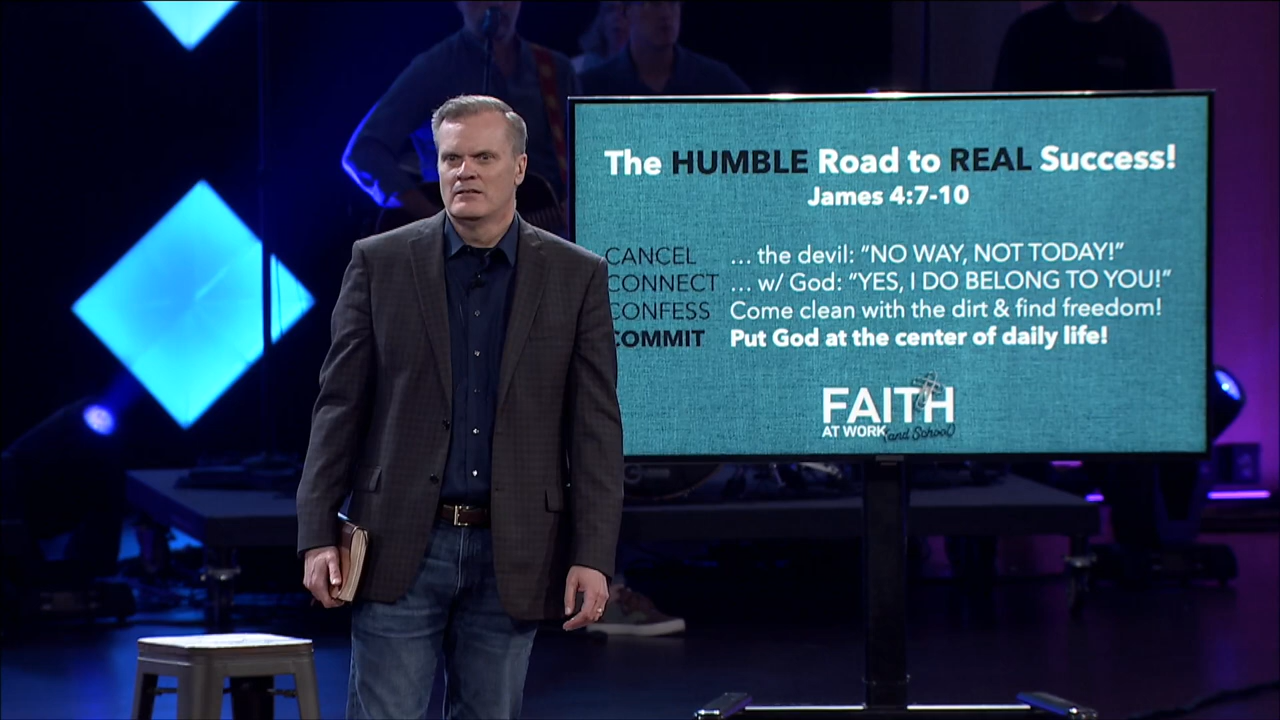 The HUMBLE Road to REAL Success!
James 4:7-10
CANCEL ... the devil: “NO WAY, NOT TODAY!”
CONNECT ... w/ God: “YES, I DO BELONG TO YOU!”
CONFESS Come clean with the dirt & find freedom!
COMMIT Put God at the center of daily life!
FAITH
AT WORK (and School)